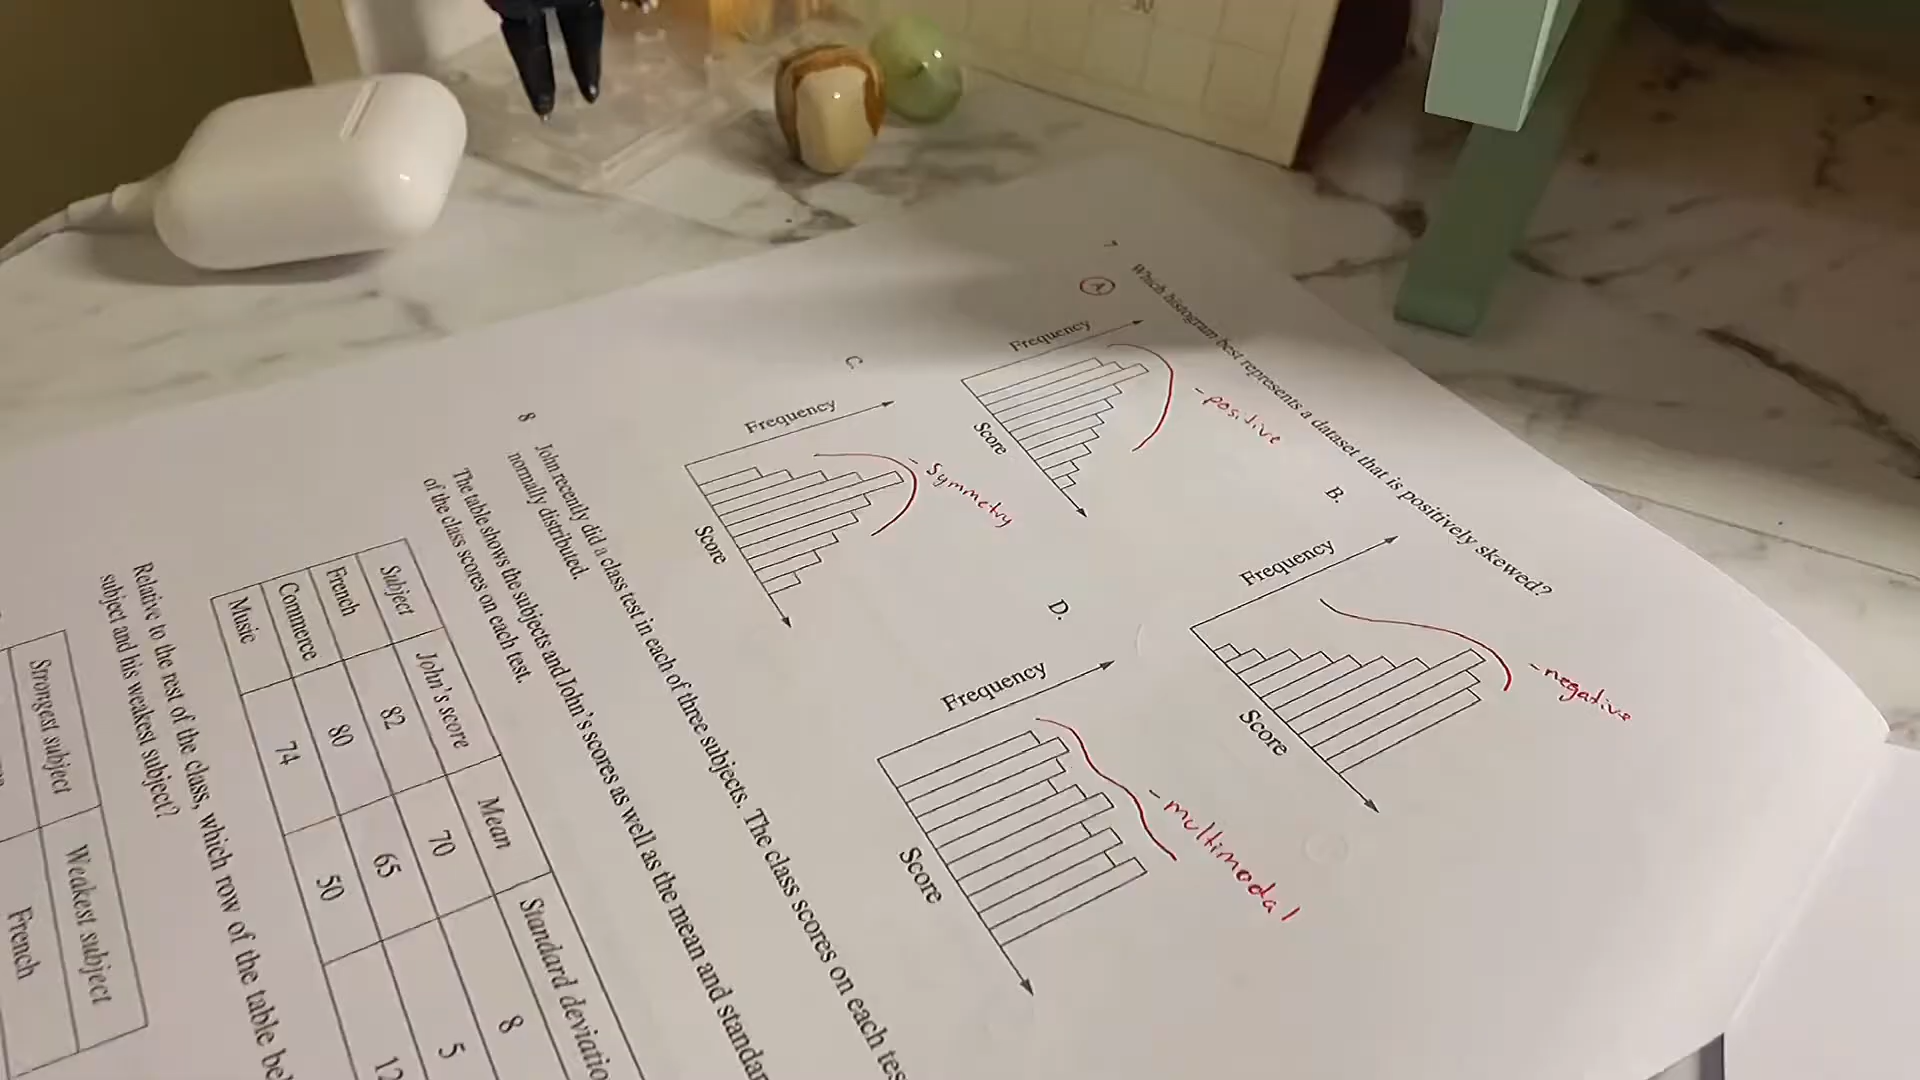 7 Which histogram best represents a dataset that is positively skewed?
A.
Frequency
Score
- positive
B.
Frequency
Score
- negative
C.
Frequency
Score
- Symmetry
D.
Frequency
Score
- multimodal
8 John recently did a class test in each of three subjects. The class scores on each tes
normally distributed.
The table shows the subjects and John's scores as well as the mean and standar
of the class scores on each test.
Subject John's score Mean Standard deviatio
French 82 70 8
Commerce 80 65 5
Music 74 50 12
Relative to the rest of the class, which row of the table bel
subject and his weakest subject?
Strongest subject Weakest subject
French